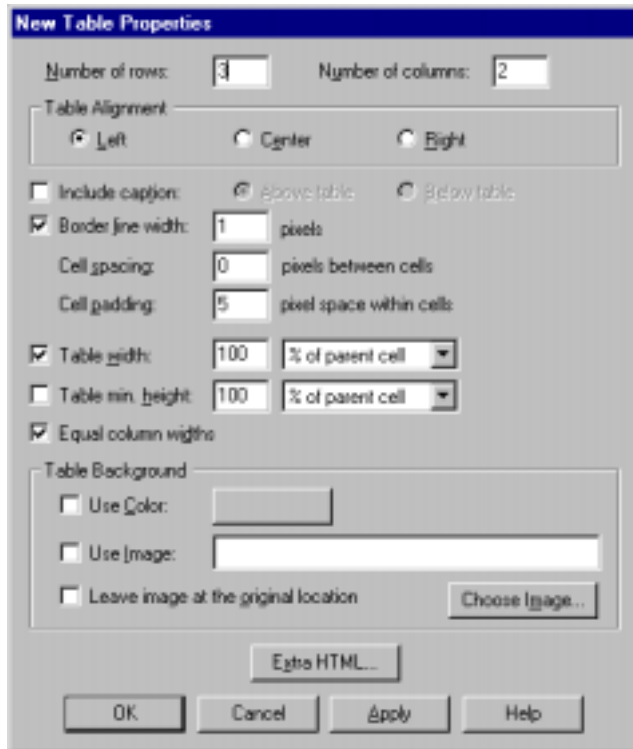 New Table Properties
Number of rows: 3 Number of columns: 2
Table Alignment
Left Center Right
Include caption: Above table Below table
Border line width: 1 pixels
Cell spacing: 0 pixels between cells
Cell padding: 5 pixel space within cells
Table width: 100 % of parent cell
Table min. height: 100 % of parent cell
Equal column widths
Table Background
Use Color:
Use Image:
Leave image at the original location Choose Image...
Extra HTML...
OK Cancel Apply Help